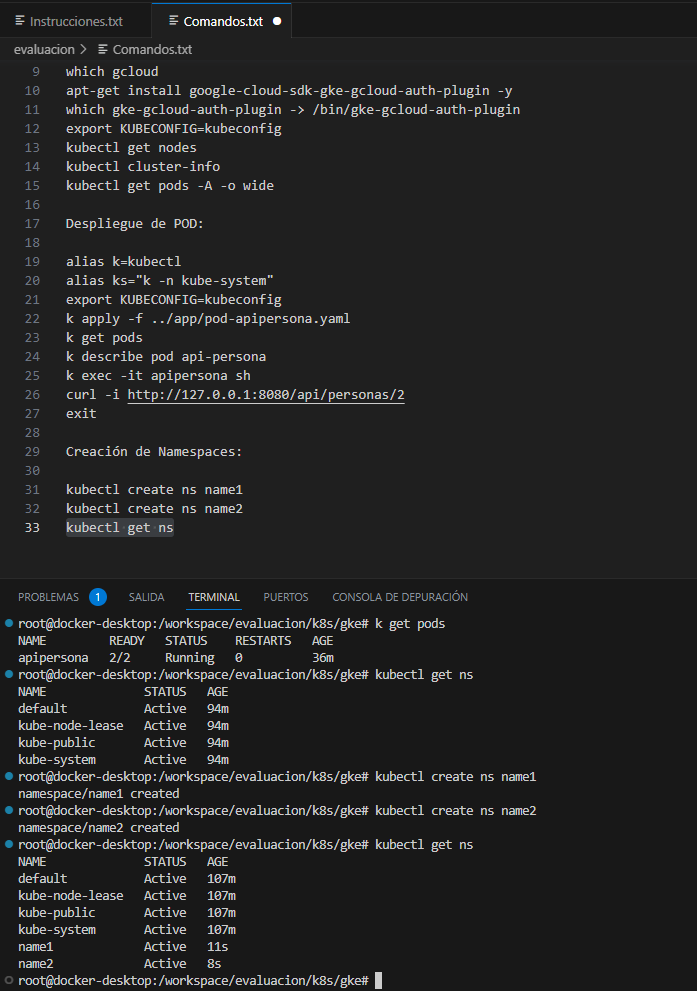 Instrucciones.txt Comandos.txt
evaluacion > Comandos.txt
9 which gcloud
10 apt-get install google-cloud-sdk-gke-gcloud-auth-plugin -y
11 which gke-gcloud-auth-plugin -> /bin/gke-gcloud-auth-plugin
12 export KUBECONFIG=kubeconfig
13 kubectl get nodes
14 kubectl cluster-info
15 kubectl get pods -A -o wide
16
17 Despliegue de POD:
18
19 alias k=kubectl
20 alias ks="k -n kube-system"
21 export KUBECONFIG=kubeconfig
22 k apply -f ../app/pod-apipersona.yaml
23 k get pods
24 k describe pod api-persona
25 k exec -it apipersona sh
26 curl -i http://127.0.0.1:8080/api/personas/2
27 exit
28
29 Creación de Namespaces:
30
31 kubectl create ns name1
32 kubectl create ns name2
33 kubectl get ns
PROBLEMAS 1 SALIDA TERMINAL PUERTOS CONSOLA DE DEPURACIÓN
root@docker-desktop:/workspace/evaluacion/k8s/gke# k get pods
NAME READY STATUS RESTARTS AGE
apipersona 2/2 Running 0 36m
root@docker-desktop:/workspace/evaluacion/k8s/gke# kubectl get ns
NAME STATUS AGE
default Active 94m
kube-node-lease Active 94m
kube-public Active 94m
kube-system Active 94m
root@docker-desktop:/workspace/evaluacion/k8s/gke# kubectl create ns name1
namespace/name1 created
root@docker-desktop:/workspace/evaluacion/k8s/gke# kubectl create ns name2
namespace/name2 created
root@docker-desktop:/workspace/evaluacion/k8s/gke# kubectl get ns
NAME STATUS AGE
default Active 107m
kube-node-lease Active 107m
kube-public Active 107m
kube-system Active 107m
name1 Active 11s
name2 Active 8s
root@docker-desktop:/workspace/evaluacion/k8s/gke#